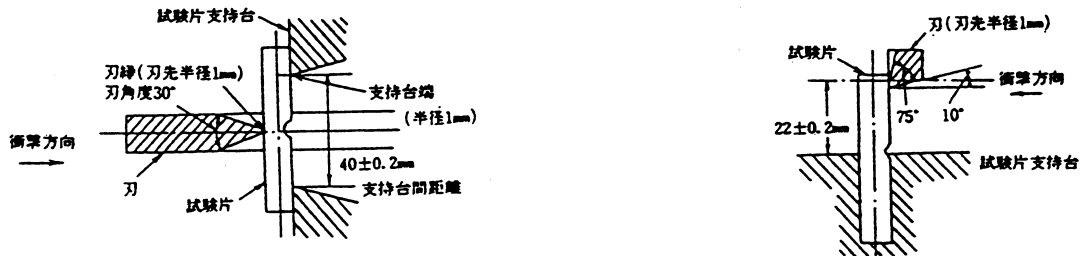 試験片支持台
刃縁(刃先半径1mm)
刃角度30°
支持台端
(半径1mm)
衝撃方向
40±0.2mm
刃
試験片
支持台間距離
刃(刃先半径1mm)
試験片
衝撃方向
75°
10°
22±0.2mm
試験片支持台